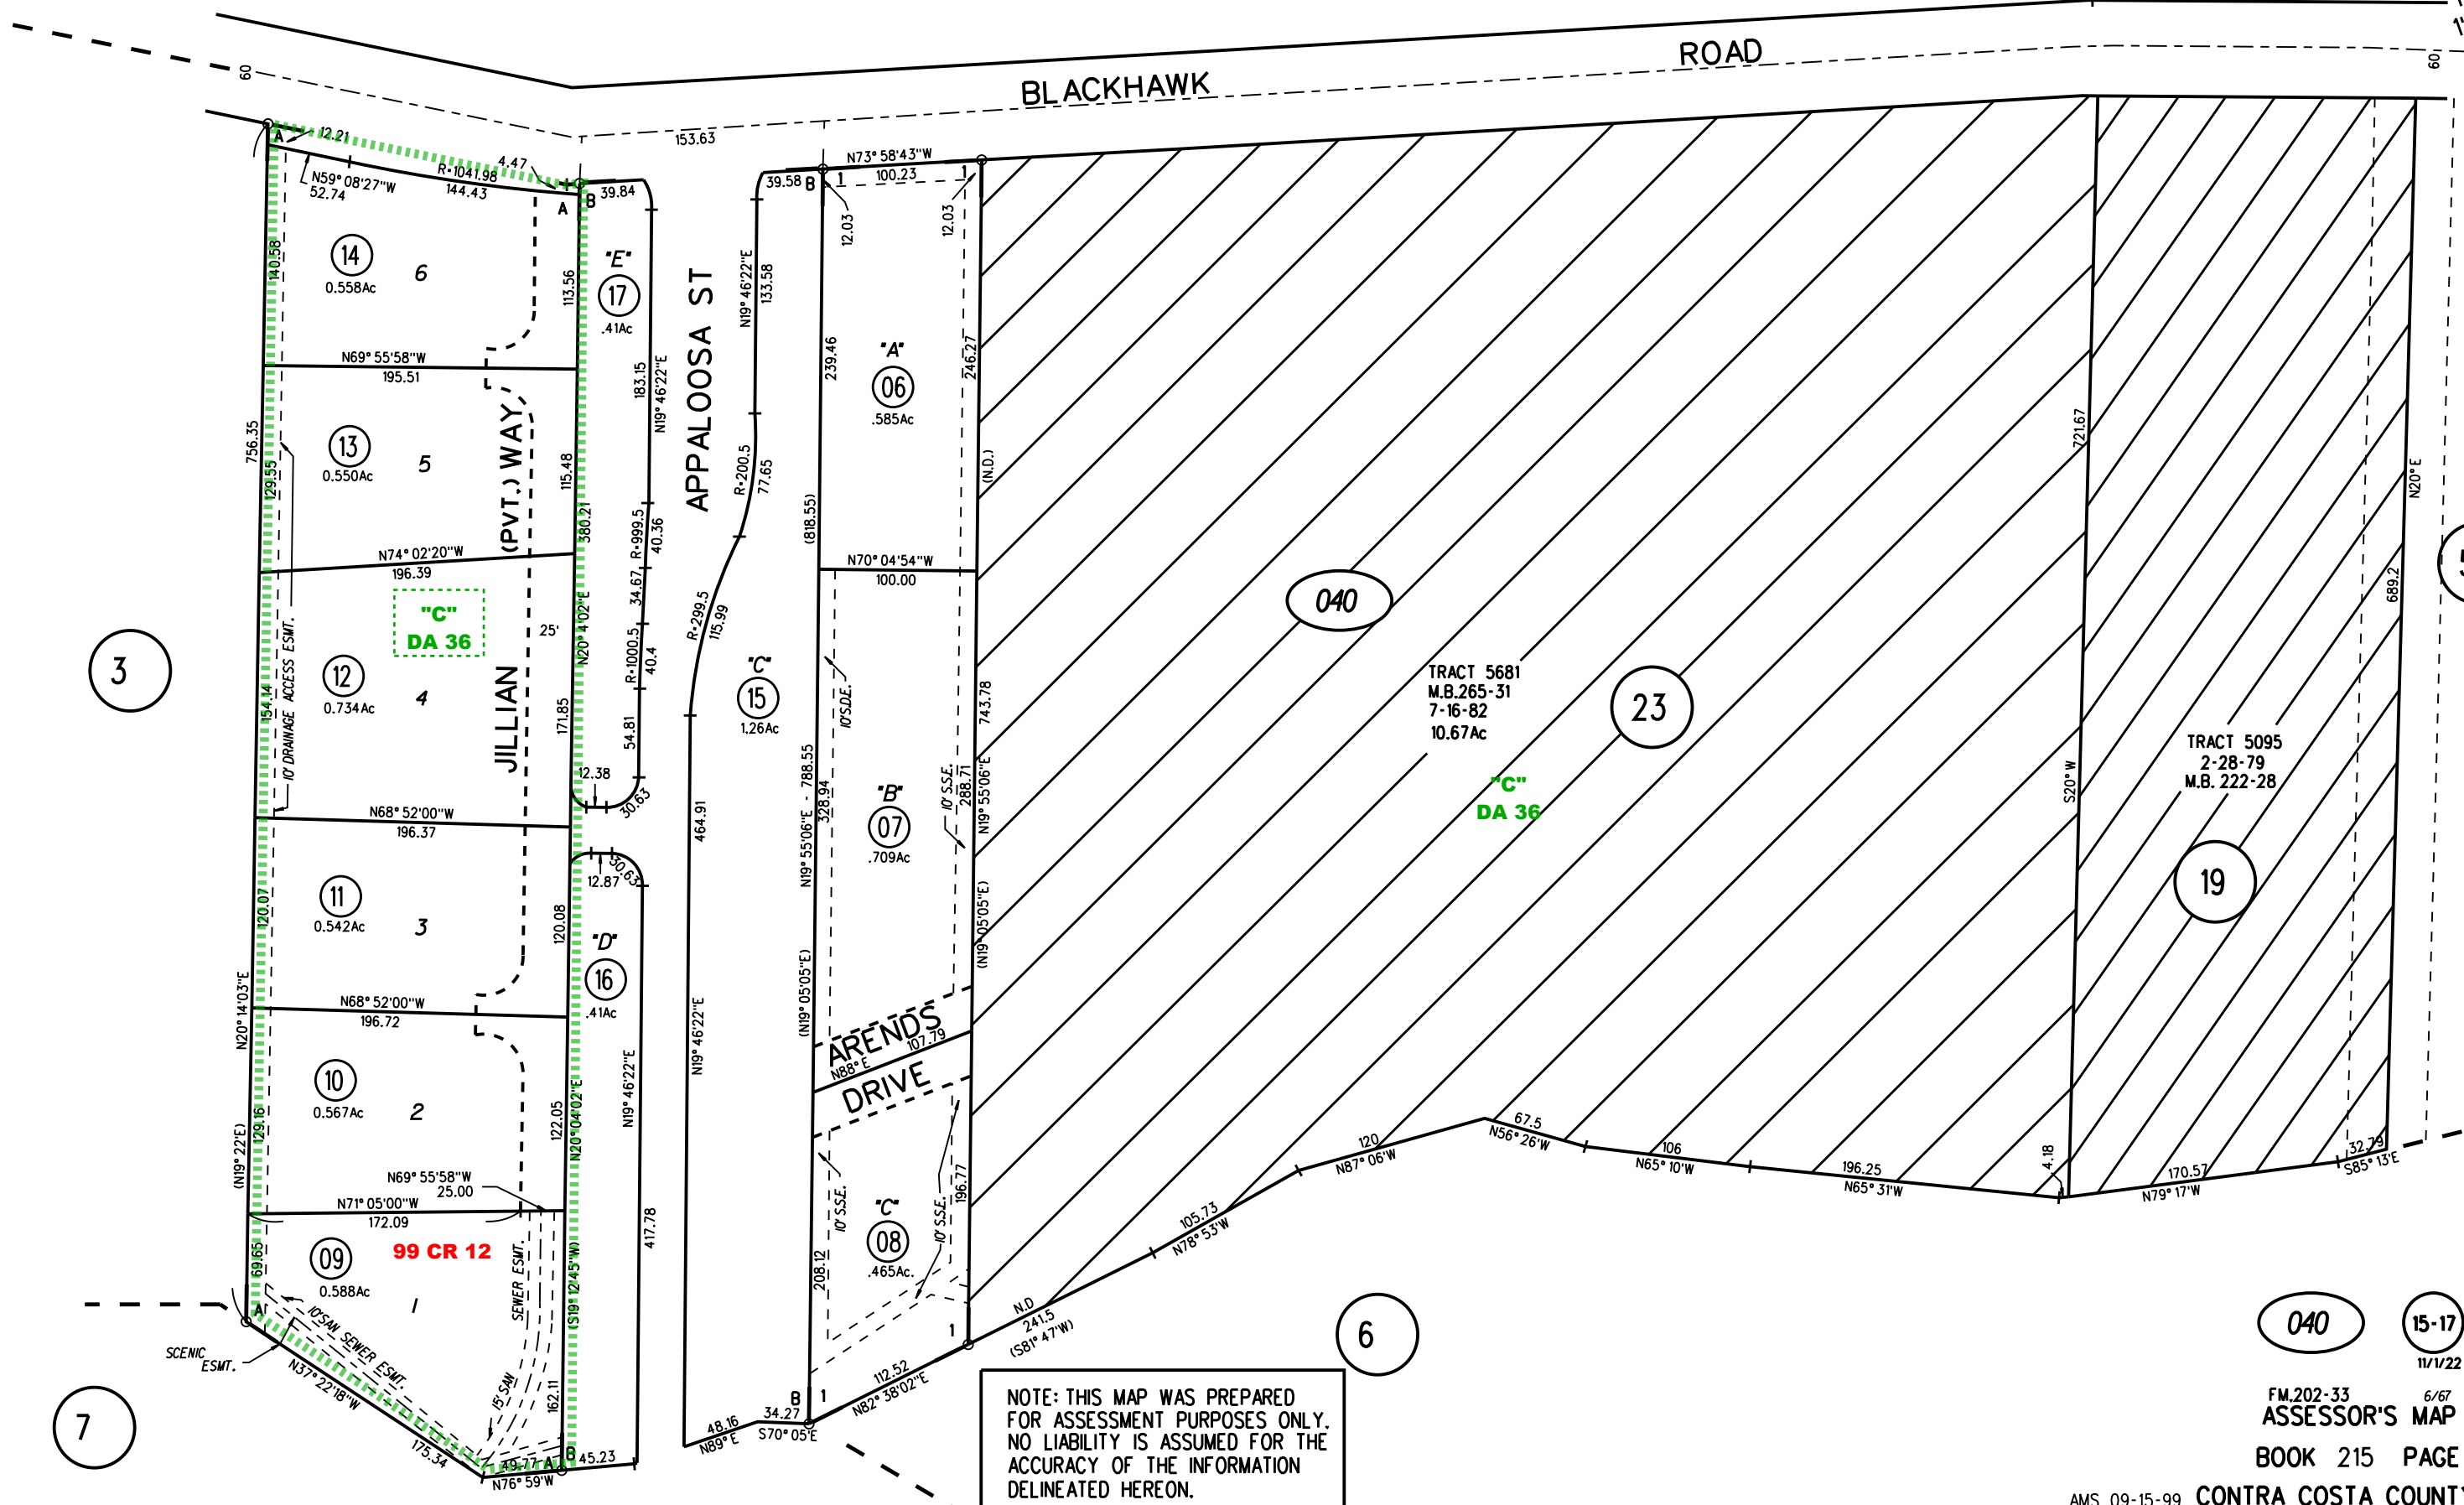 60
BLACKHAWK
ROAD
60
153.63
A
12.21
N59°08'27"W
52.74
R=1041.98
144.43
4.47
A
B
39.84
39.58
B
1
N73°58'43"W
100.23
1
12.03
12.03
140.58
14
0.558Ac
6
113.56
"E"
17
.41Ac
N69°55'58"W
195.51
183.15
N19°46'22"E
APPALOOSA ST
N19°46'22"E
133.58
239.46
"A"
06
.585Ac
246.27
756.35
129.55
13
0.550Ac
5
115.48
380.21
JILLIAN (PVT.) WAY
R=200.5
77.65
(818.55)
(N.D.)
R=999.5
40.36
34.67
N74°02'20"W
196.39
N70°04'54"W
100.00
"C"
DA 36
25'
N20°4'02"E
R=1000.5
40.4
R=299.5
115.99
10' DRAINAGE ACCESS ESMT.
3
12
0.734Ac
4
154.14
171.85
54.81
"C"
15
1.26Ac
10'S.D.E.
743.78
040
TRACT 5681
M.B.265-31
7-16-82
10.67Ac
23
"C"
DA 36
721.67
S20°W
TRACT 5095
2-28-79
M.B. 222-28
19
N20°E
689.2
12.38
30.63
N68°52'00"W
196.37
464.91
N19°55'06"E - 788.55
328.94
"B"
07
.709Ac
10' S.S.E.
288.71
N19°55'06"E
30.63
12.87
11
0.542Ac
3
120.07
120.08
"D"
16
.41Ac
(N19°05'05"E)
(N19°05'05"E)
N20°14'03"E
N68°52'00"W
196.72
N19°46'22"E
N19°46'22"E
ARENDS
107.79
N88°E
DRIVE
10
0.567Ac
2
129.16
122.05
N20°04'02"E
(N19°22'E)
N69°55'58"W
25.00
N71°05'00"W
172.09
417.78
10' S.S.E.
"C"
08
.465Ac.
10'S.S.E.
196.77
208.12
69.65
09
0.588Ac
99 CR 12
1
SEWER ESMT.
15' SAN
(S19°12'45"W)
162.11
A
SCENIC
ESMT.
10'SAN SEWER ESMT.
N37°22'18"W
175.34
7
49.77
A
B
N76°59'W
45.23
48.16
N89°E
34.27
S70°05'E
B
1
112.52
N82°38'02"E
1
N.D
241.5
(S81°47'W)
105.73
N78°53'W
120
N87°06'W
67.5
N56°26'W
106
N65°10'W
196.25
N65°31'W
4.18
170.57
N79°17'W
32.79
S85°13'E
6
NOTE: THIS MAP WAS PREPARED
FOR ASSESSMENT PURPOSES ONLY.
NO LIABILITY IS ASSUMED FOR THE
ACCURACY OF THE INFORMATION
DELINEATED HEREON.
040
15-17
11/1/22
FM.202-33
6/67
ASSESSOR'S MAP
BOOK 215 PAGE
AMS 09-15-99 CONTRA COSTA COUNT